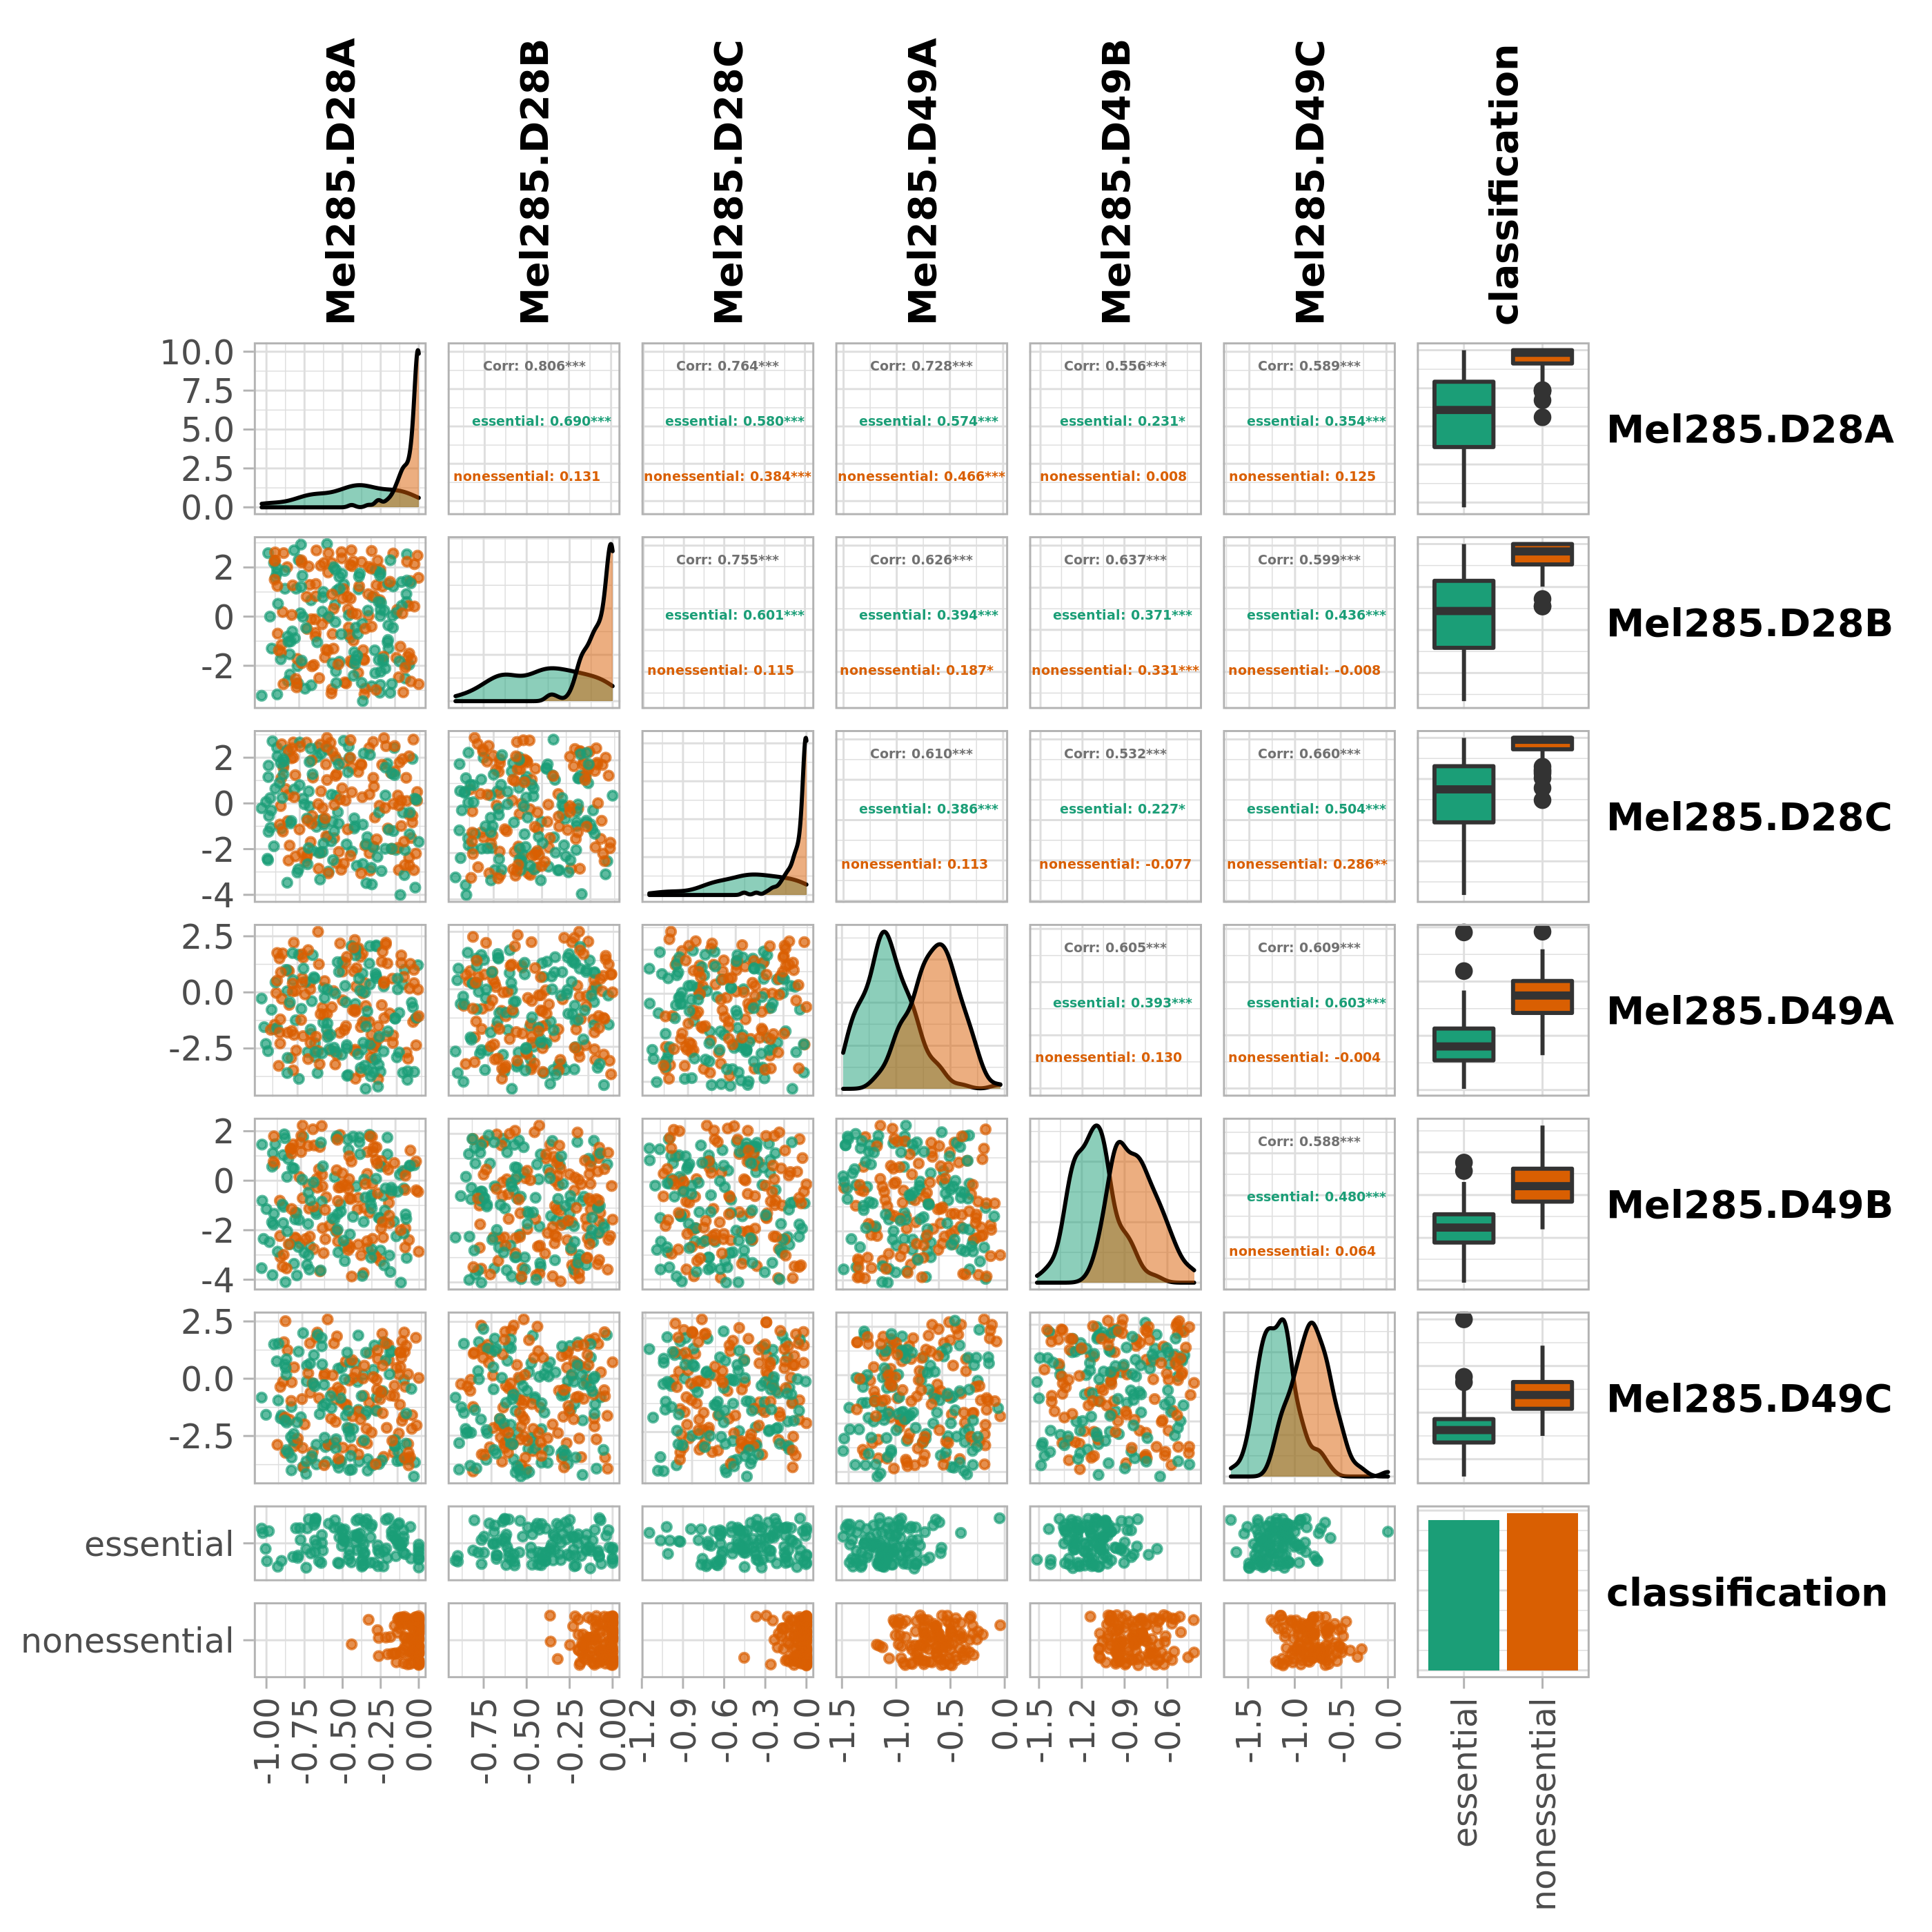 Mel285.D28A
Mel285.D28B
Mel285.D28C
Mel285.D49A
Mel285.D49B
Mel285.D49C
classification
10.0
7.5
5.0
2.5
0.0
Corr: 0.806***
essential: 0.690***
nonessential: 0.131
Corr: 0.764***
essential: 0.580***
nonessential: 0.384***
Corr: 0.728***
essential: 0.574***
nonessential: 0.466***
Corr: 0.556***
essential: 0.231*
nonessential: 0.008
Corr: 0.589***
essential: 0.354***
nonessential: 0.125
Mel285.D28A
2
0
-2
Corr: 0.755***
essential: 0.601***
nonessential: 0.115
Corr: 0.626***
essential: 0.394***
nonessential: 0.187*
Corr: 0.637***
essential: 0.371***
nonessential: 0.331***
Corr: 0.599***
essential: 0.436***
nonessential: -0.008
Mel285.D28B
2
0
-2
-4
Corr: 0.610***
essential: 0.386***
nonessential: 0.113
Corr: 0.532***
essential: 0.227*
nonessential: -0.077
Corr: 0.660***
essential: 0.504***
nonessential: 0.286**
Mel285.D28C
2.5
0.0
-2.5
Corr: 0.605***
essential: 0.393***
nonessential: 0.130
Corr: 0.609***
essential: 0.603***
nonessential: -0.004
Mel285.D49A
2
0
-2
-4
Corr: 0.588***
essential: 0.480***
nonessential: 0.064
Mel285.D49B
2.5
0.0
-2.5
Mel285.D49C
essential
nonessential
classification
-1.00
-0.75
-0.50
-0.25
0.00
-0.75
-0.50
-0.25
0.00
-1.2
-0.9
-0.6
-0.3
0.0
-1.5
-1.0
-0.5
0.0
-1.5
-1.2
-0.9
-0.6
-1.5
-1.0
-0.5
0.0
essential
nonessential